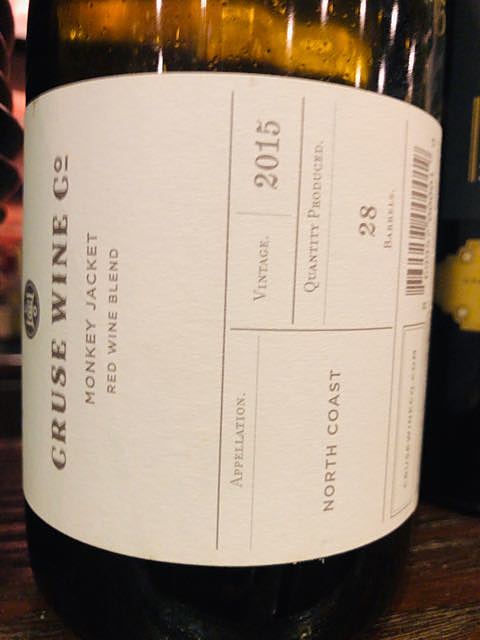 CRUSE WINE Cº
MONKEY JACKET
RED WINE BLEND
APPELLATION.
NORTH COAST
VINTAGE.
2015
QUANTITY PRODUCED.
28
BARRELS.
CRUSEWINECO.COM